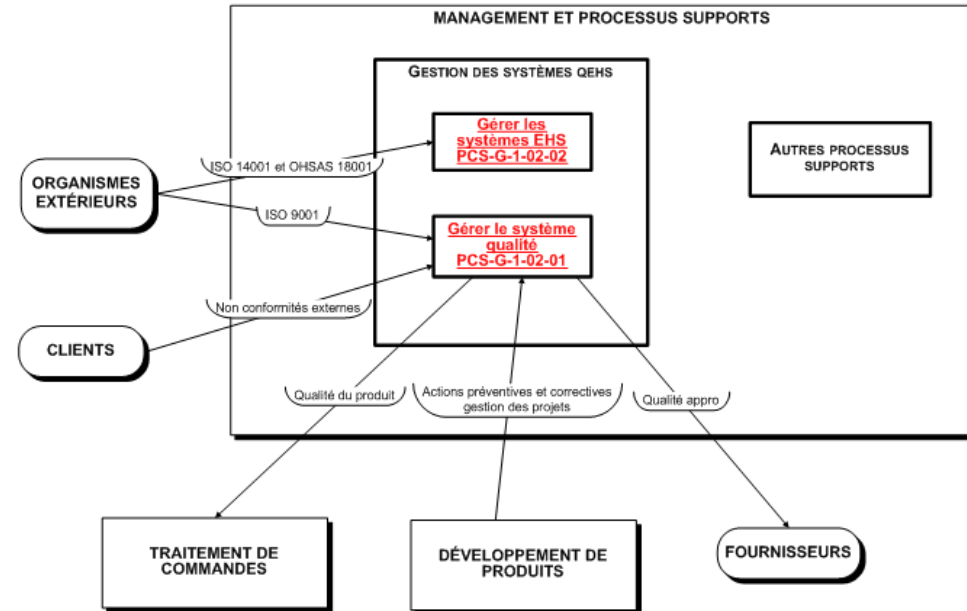 MANAGEMENT ET PROCESSUS SUPPORTS
GESTION DES SYSTÈMES QEHS
Gérer les
systèmes EHS
PCS-G-1-02-02
AUTRES PROCESSUS
SUPPORTS
ISO 14001 et OHSAS 18001
ORGANISMES
EXTÉRIEURS
ISO 9001
Gérer le système
qualité
PCS-G-1-02-01
Non conformités externes
CLIENTS
Qualité du produit
Actions préventives et correctives
gestion des projets
Qualité appro
TRAITEMENT DE
COMMANDES
DÉVELOPPEMENT DE
PRODUITS
FOURNISSEURS